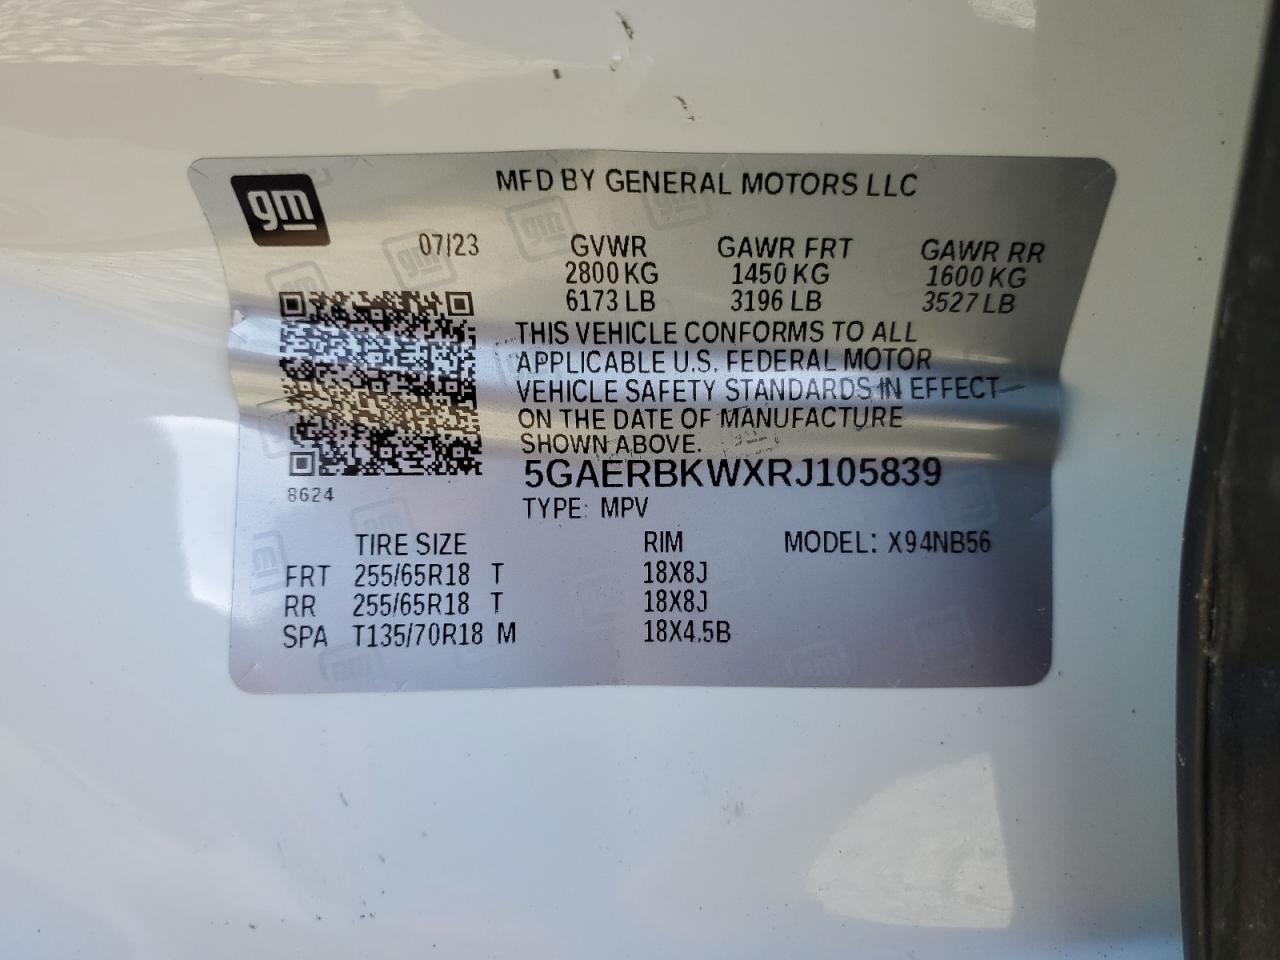 gm
MFD BY GENERAL MOTORS LLC
07/23 GVWR GAWR FRT GAWR RR
2800 KG 1450 KG 1600 KG
6173 LB 3196 LB 3527 LB
THIS VEHICLE CONFORMS TO ALL
APPLICABLE U.S. FEDERAL MOTOR
VEHICLE SAFETY STANDARDS IN EFFECT
ON THE DATE OF MANUFACTURE
SHOWN ABOVE.
5GAERBKWXRJ105839
8624
TYPE: MPV
TIRE SIZE RIM MODEL: X94NB56
FRT 255/65R18 T 18X8J
RR 255/65R18 T 18X8J
SPA T135/70R18 M 18X4.5B